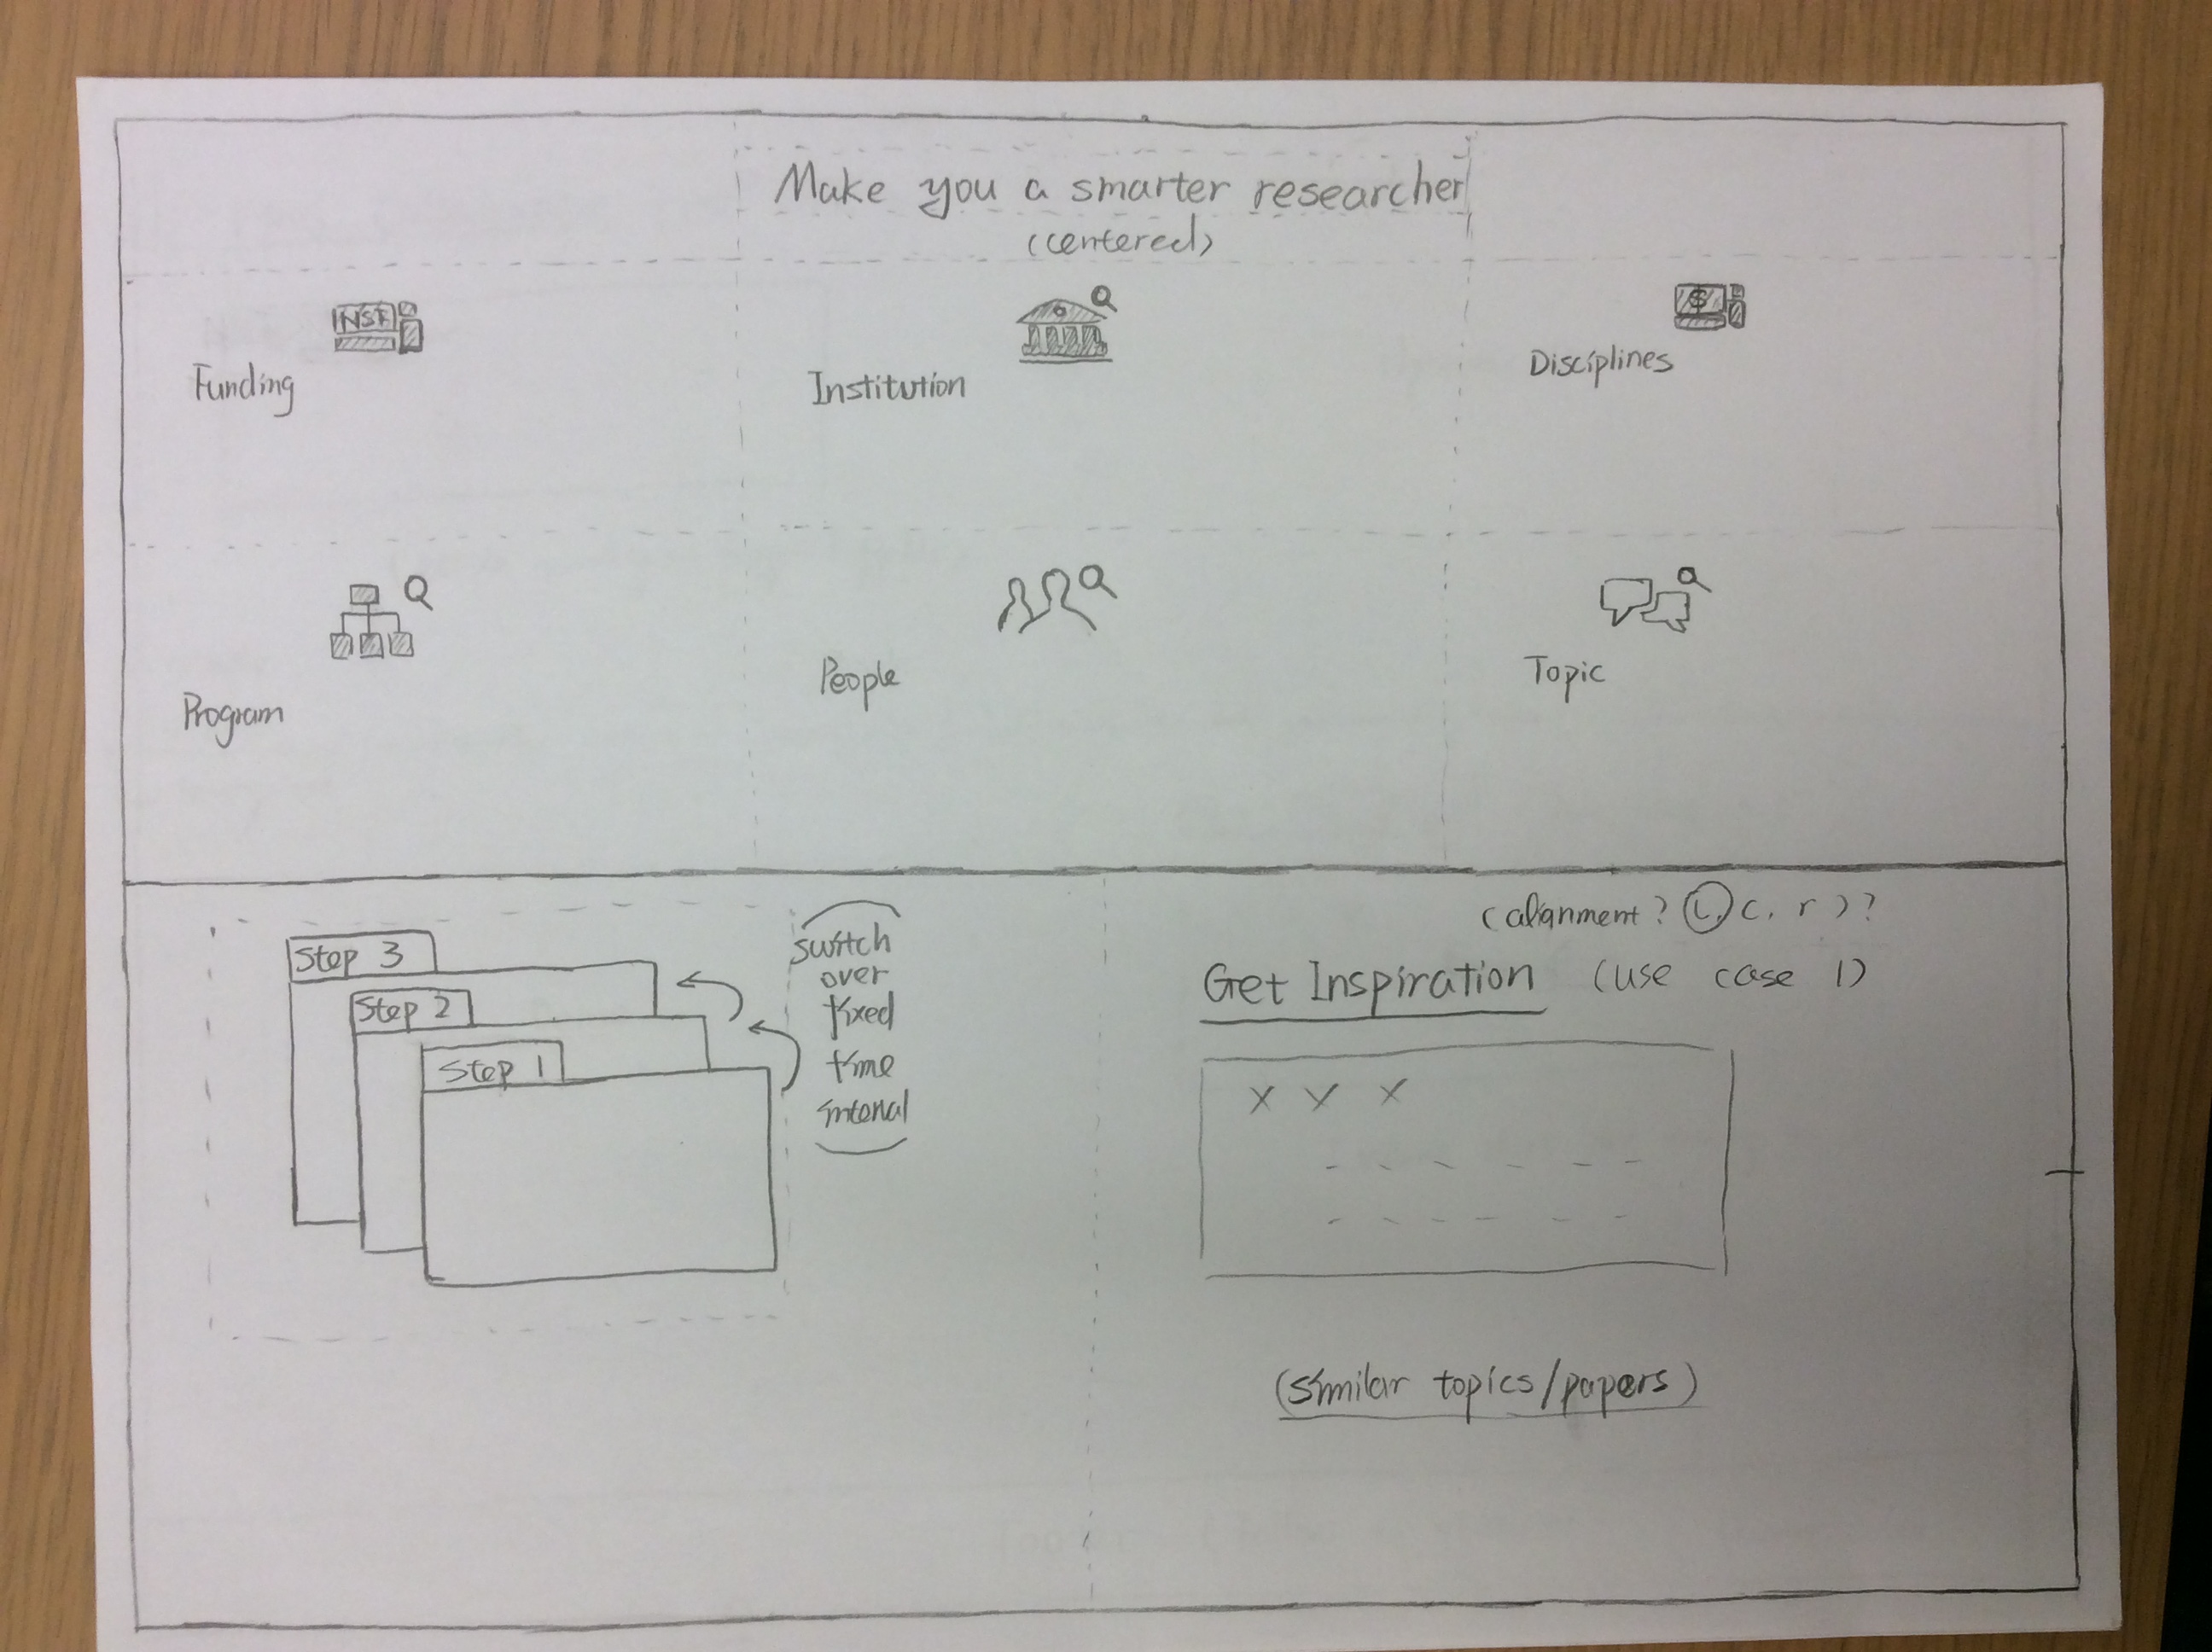 Make you a smarter researcher
(centered)
Funding
NSF
Institution
Disciplines
$
Program
People
Topic
Step 3
Step 2
Step 1
(switch
over
fixed
time
interval)
(alignment? (L) c, r)?
Get Inspiration (use case 1)
X Y X
(similar topics/papers)